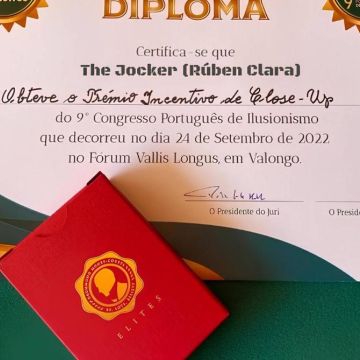 DIPLOMA
Certifica-se que
The Jocker (Rúben Clara)
Obteve o Prémio Incentivo de Close-Up
do 9º Congresso Português de Ilusionismo
que decorreu no dia 24 de Setembro de 2022
no Fórum Vallis Longus, em Valongo.
O Presidente do Juri
O Presid
ELITES